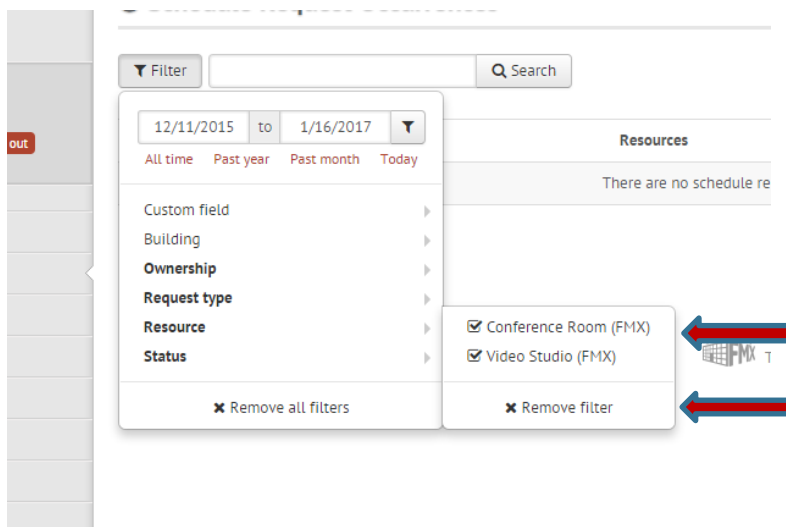 Filter
Search
12/11/2015 to 1/16/2017
out
Resources
All time Past year Past month Today
There are no schedule re
Custom field
Building
Ownership
Request type
Resource
Conference Room (FMX)
Status
Video Studio (FMX)
FMX T
Remove all filters
Remove filter